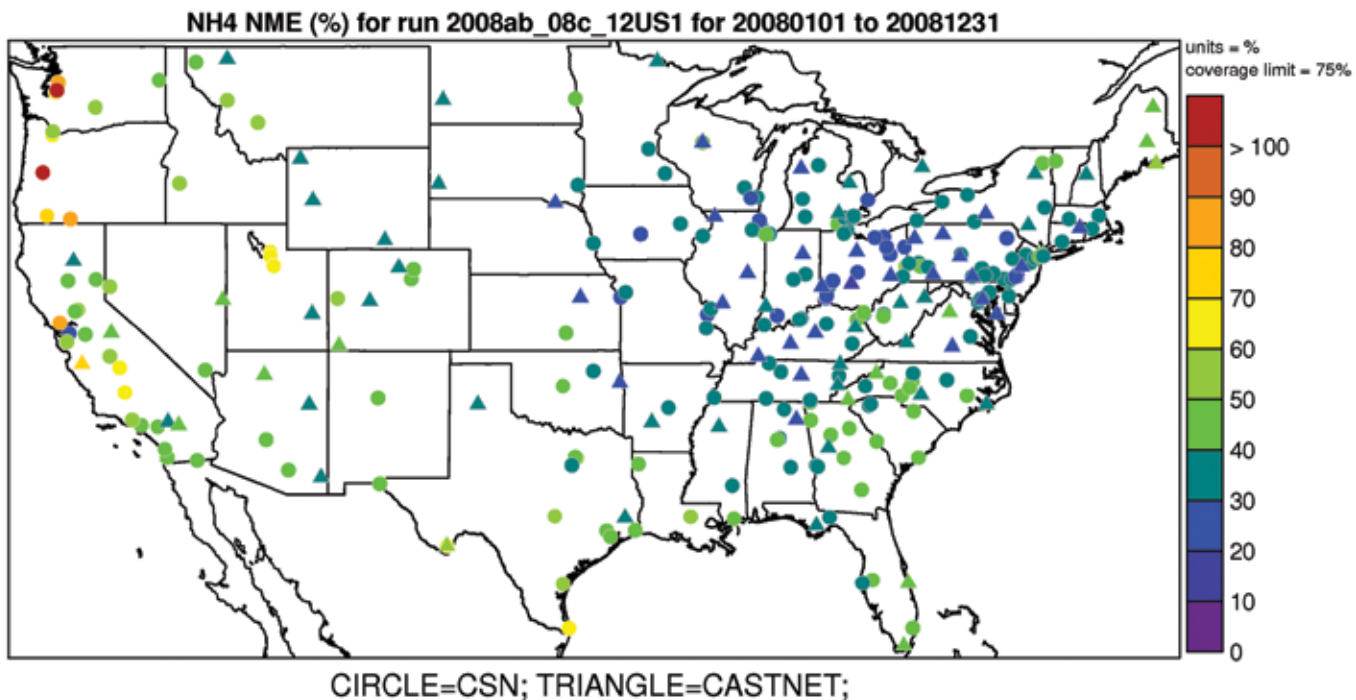 NH4 NME (%) for run 2008ab_08c_12US1 for 20080101 to 20081231
units = %
coverage limit = 75%
> 100
90
80
70
60
50
40
30
20
10
0
CIRCLE=CSN; TRIANGLE=CASTNET;